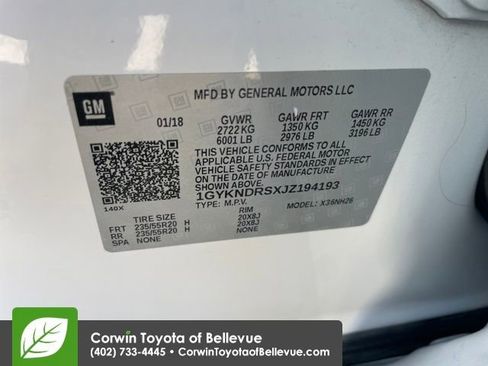 GM
MFD BY GENERAL MOTORS LLC
01/18
GVWR GAWR FRT GAWR RR
2722 KG 1350 KG 1450 KG
6001 LB 2976 LB 3196 LB
THIS VEHICLE CONFORMS TO ALL
APPLICABLE U.S. FEDERAL MOTOR
VEHICLE SAFETY STANDARDS IN EFFECT
ON THE DATE OF MANUFACTURE SHOWN ABOVE.
1GYKNDRSXJZ194193
140X
TYPE: M.P.V. MODEL: X36NH26
TIRE SIZE RIM
FRT 235/55R20 H 20X8J
RR 235/55R20 H 20X8J
SPA NONE NONE
Corwin Toyota of Bellevue
(402) 733-4445 • CorwinToyotaofBellevue.com